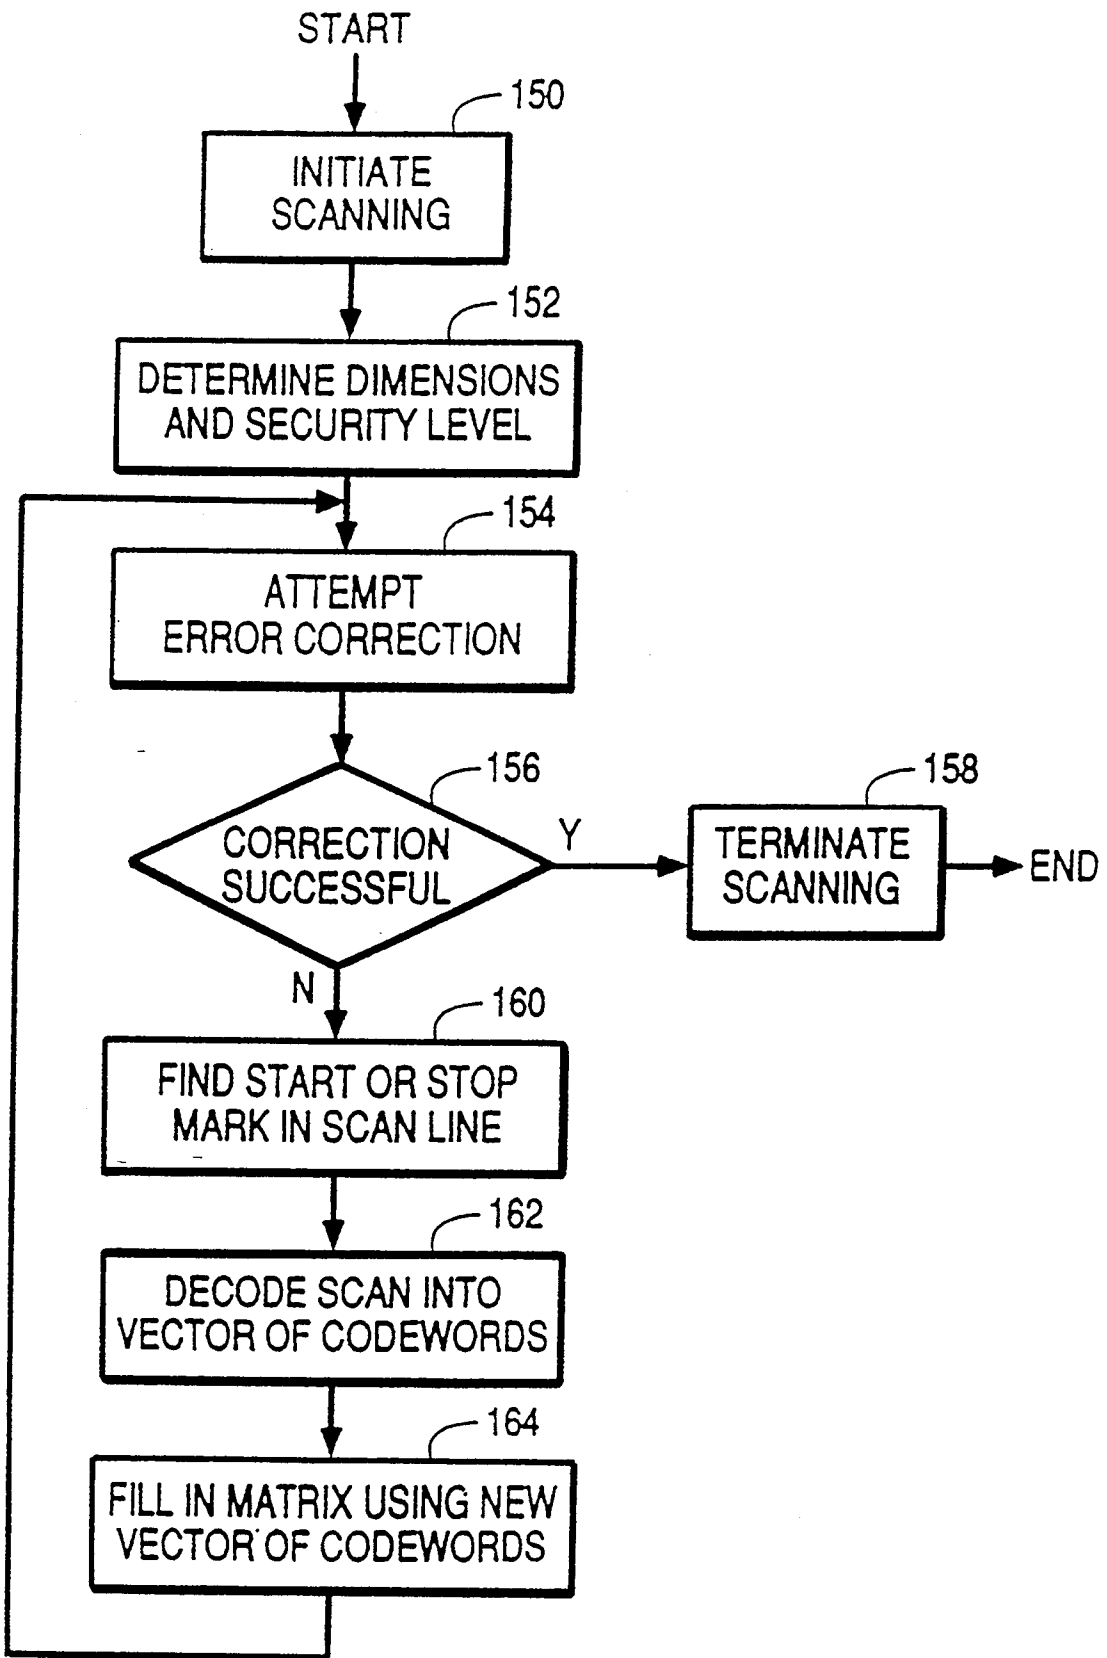 START
150
INITIATE
SCANNING
152
DETERMINE DIMENSIONS
AND SECURITY LEVEL
154
ATTEMPT
ERROR CORRECTION
156
CORRECTION
SUCCESSFUL
Y
158
TERMINATE
SCANNING
END
N
160
FIND START OR STOP
MARK IN SCAN LINE
162
DECODE SCAN INTO
VECTOR OF CODEWORDS
164
FILL IN MATRIX USING NEW
VECTOR OF CODEWORDS